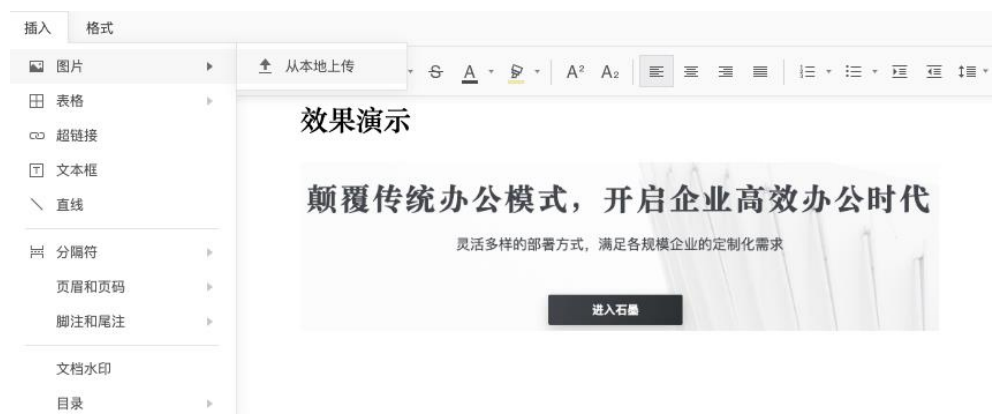 插入 格式
图片
从本地上传
表格
超链接
文本框
直线
分隔符
页眉和页码
脚注和尾注
文档水印
目录
S A A² A₂
效果演示
颠覆传统办公模式，开启企业高效办公时代
灵活多样的部署方式，满足各规模企业的定制化需求
进入石墨